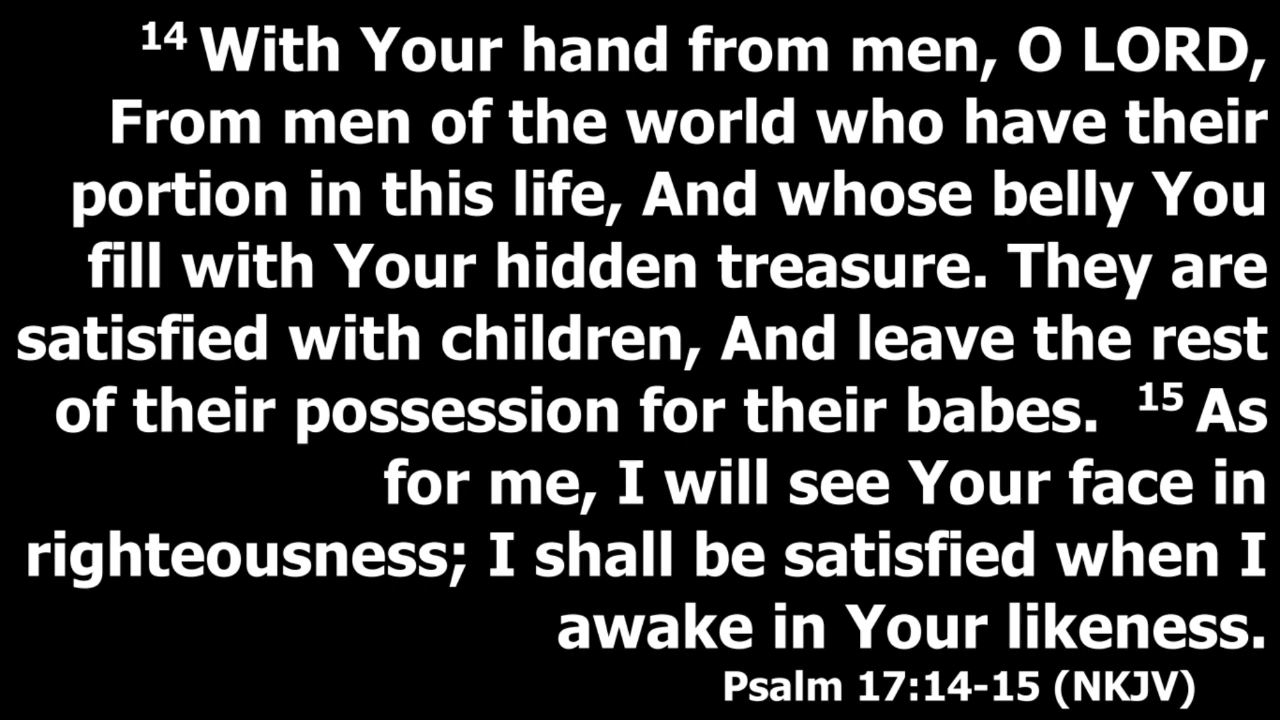 14 With Your hand from men, O LORD,
From men of the world who have their
portion in this life, And whose belly You
fill with Your hidden treasure. They are
satisfied with children, And leave the rest
of their possession for their babes. 15 As
for me, I will see Your face in
righteousness; I shall be satisfied when I
awake in Your likeness.
Psalm 17:14-15 (NKJV)